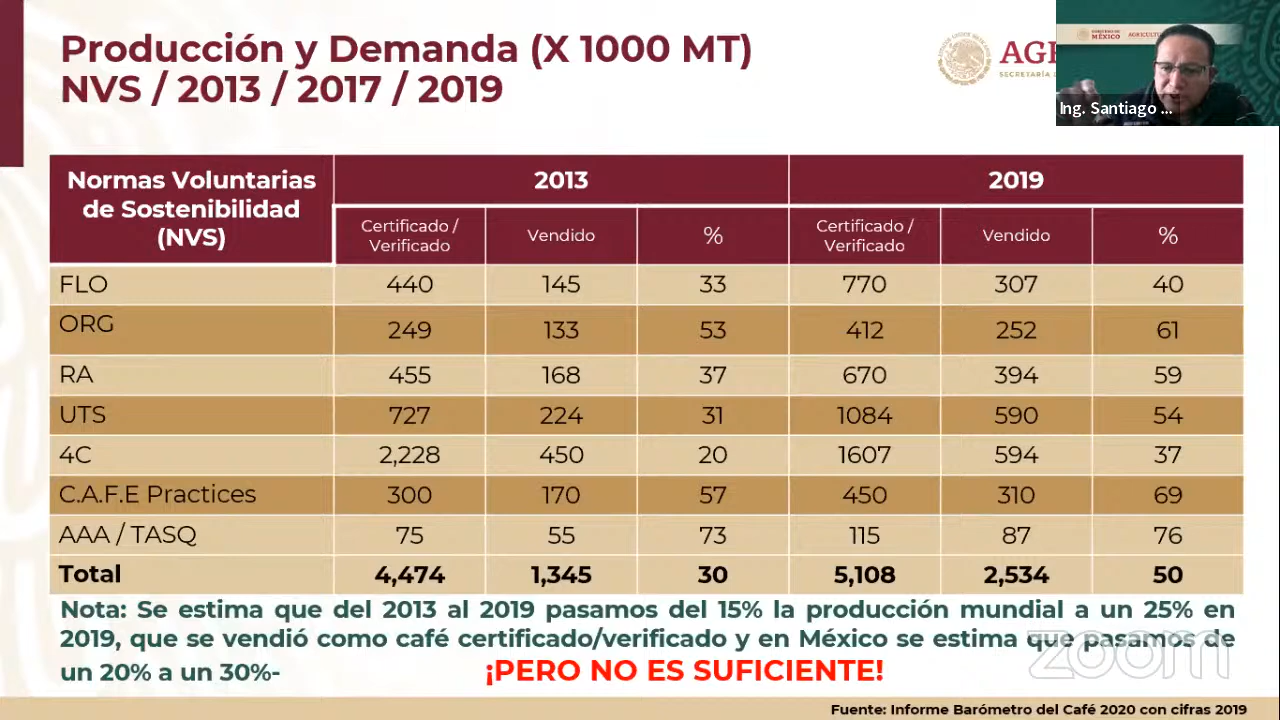 Producción y Demanda (X 1000 MT)
NVS / 2013 / 2017 / 2019
GOBIERNO DE MÉXICO
Ing. Santiago ...
Normas Voluntarias de Sostenibilidad (NVS) 2013 2019
Certificado / Verificado Vendido % Certificado / Verificado Vendido %
FLO 440 145 33 770 307 40
ORG 249 133 53 412 252 61
RA 455 168 37 670 394 59
UTS 727 224 31 1084 590 54
4C 2,228 450 20 1607 594 37
C.A.F.E Practices 300 170 57 450 310 69
AAA / TASQ 75 55 73 115 87 76
Total 4,474 1,345 30 5,108 2,534 50
Nota: Se estima que del 2013 al 2019 pasamos del 15% la producción mundial a un 25% en
2019, que se vendió como café certificado/verificado y en México se estima que pasamos de
un 20% a un 30%- ¡PERO NO ES SUFICIENTE!
zoom
Fuente: Informe Barómetro del Café 2020 con cifras 2019